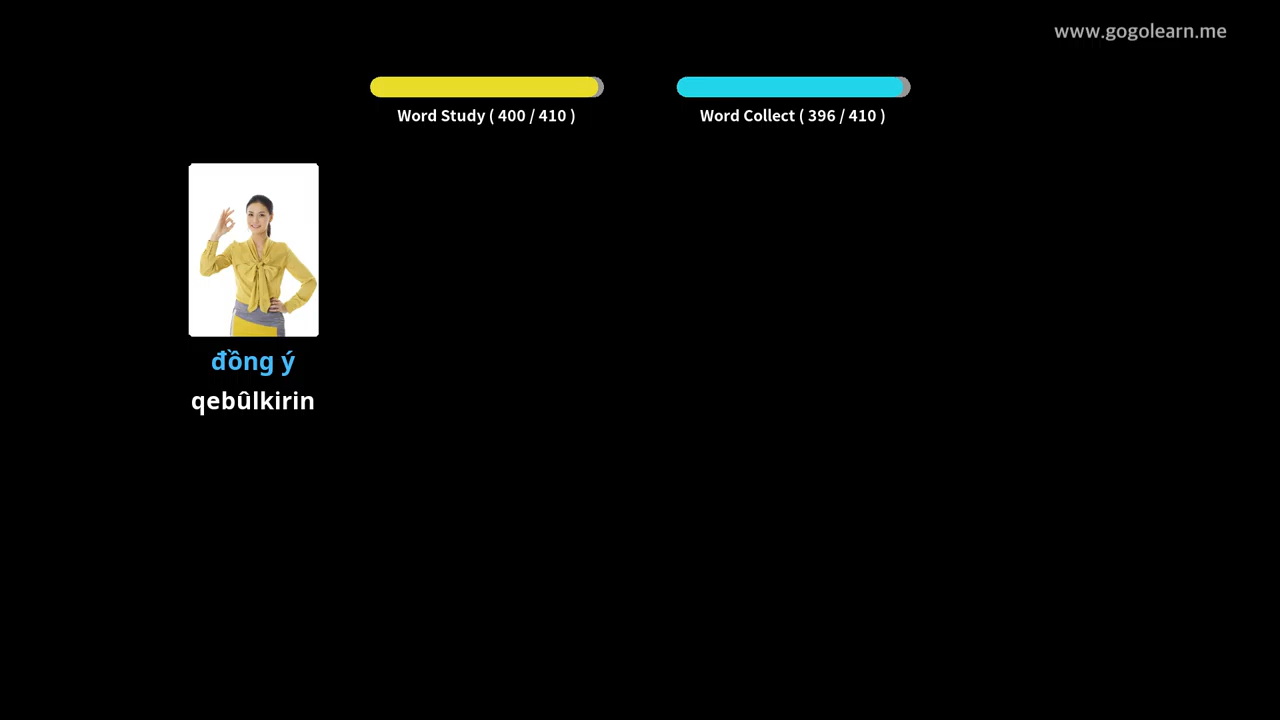 www.gogolearn.me
Word Study ( 400 / 410 )
Word Collect ( 396 / 410 )
đồng ý
qebûlkirin